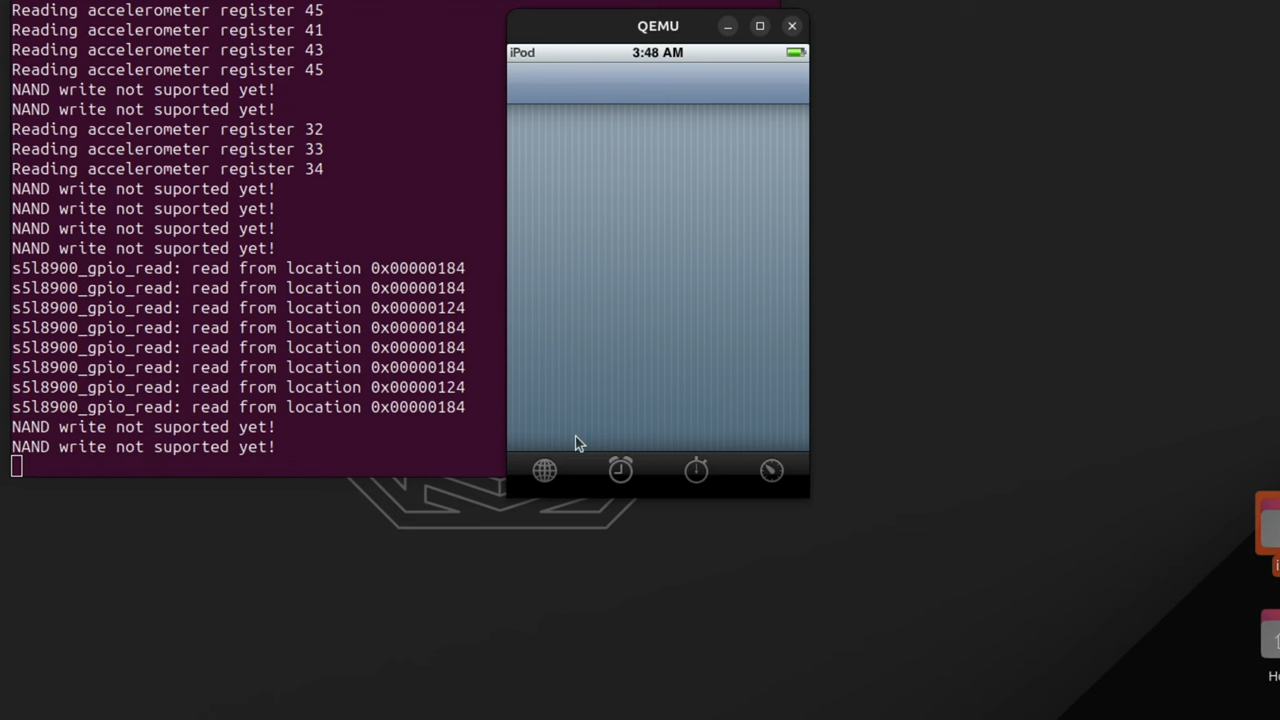 Reading accelerometer register 45
Reading accelerometer register 41
Reading accelerometer register 43
Reading accelerometer register 45
NAND write not suported yet!
NAND write not suported yet!
Reading accelerometer register 32
Reading accelerometer register 33
Reading accelerometer register 34
NAND write not suported yet!
NAND write not suported yet!
NAND write not suported yet!
NAND write not suported yet!
s5l8900_gpio_read: read from location 0x00000184
s5l8900_gpio_read: read from location 0x00000184
s5l8900_gpio_read: read from location 0x00000124
s5l8900_gpio_read: read from location 0x00000184
s5l8900_gpio_read: read from location 0x00000184
s5l8900_gpio_read: read from location 0x00000184
s5l8900_gpio_read: read from location 0x00000124
s5l8900_gpio_read: read from location 0x00000184
NAND write not suported yet!
NAND write not suported yet!
QEMU
iPod 3:48 AM